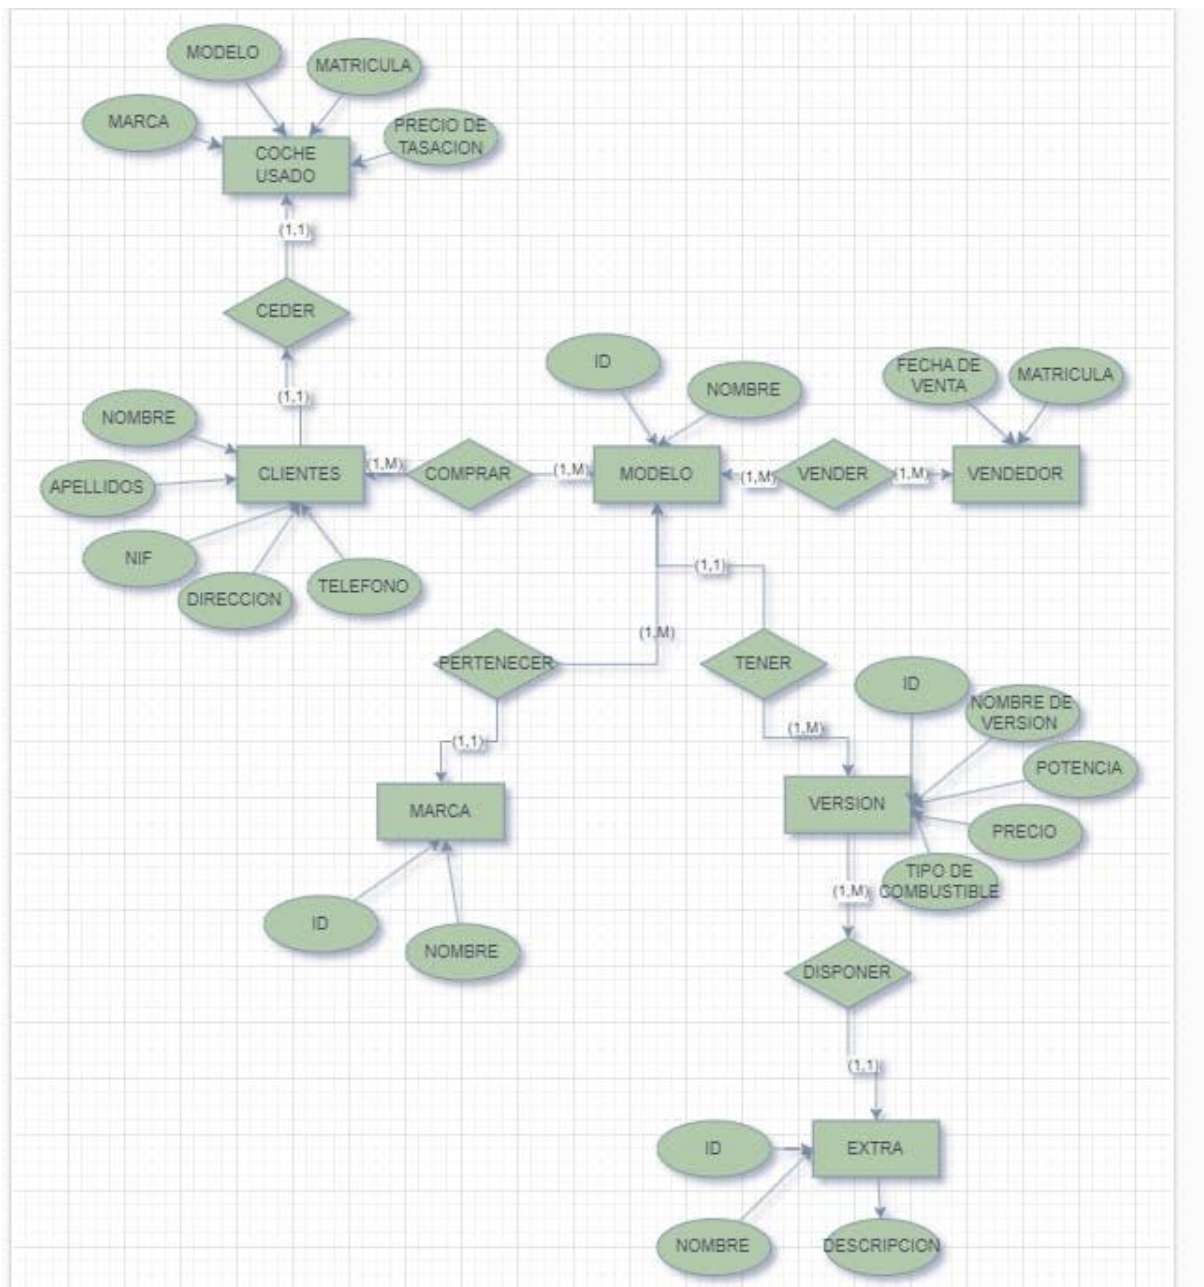 MODELO
MATRICULA
MARCA
PRECIO DE
TASACION
COCHE
USADO
(1,1)
CEDER
(1,1)
ID
NOMBRE
FECHA DE
VENTA
MATRICULA
NOMBRE
CLIENTES
(1,M)
COMPRAR
(1,M)
MODELO
(1,M)
VENDER
(1,M)
VENDEDOR
APELLIDOS
NIF
DIRECCION
TELEFONO
(1,1)
(1,M)
PERTENECER
TENER
ID
NOMBRE DE
VERSION
(1,M)
(1,1)
POTENCIA
MARCA
VERSION
PRECIO
TIPO DE
COMBUSTIBLE
(1,M)
ID
NOMBRE
DISPONER
(1,1)
ID
EXTRA
NOMBRE
DESCRIPCION